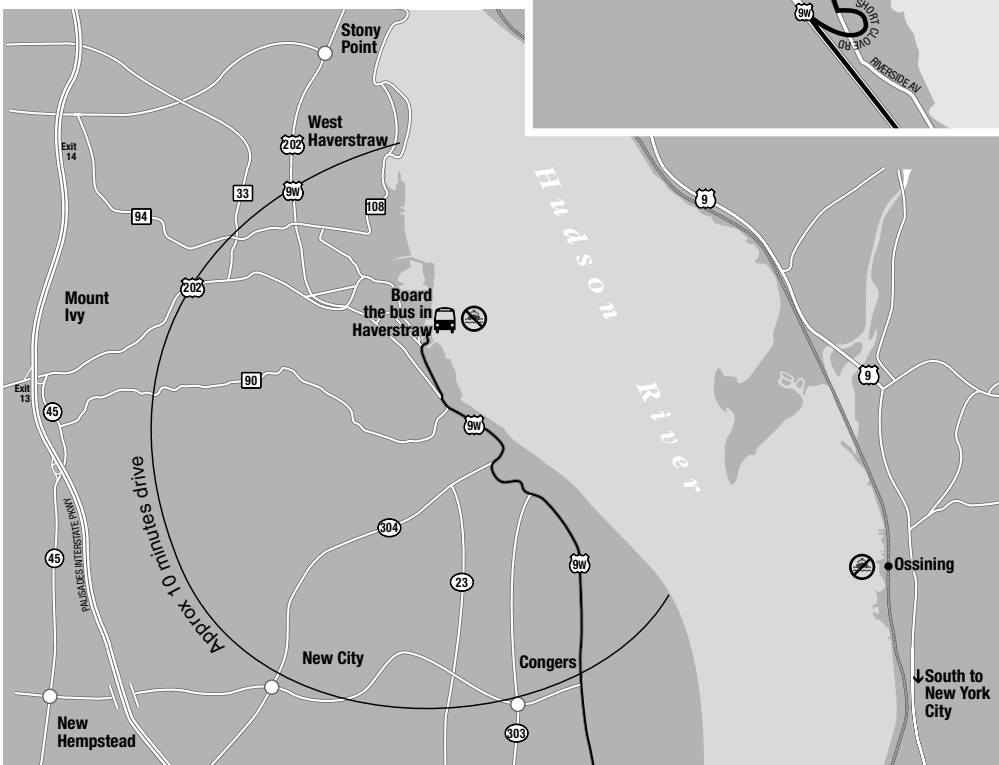 9W
SHORT CLOVE RD
RIVERSIDE AV
Stony
Point
West
Haverstraw
202
Exit
14
9W
33
108
94
9
Hudson
River
202
Mount
Ivy
Board
the bus in
Haverstraw
9
Exit
13
90
45
9W
Approx 10 minutes drive
PALISADES INTERSTATE PKWY
304
45
23
9W
Ossining
New City
Congers
South to
New York
City
New
Hempstead
303